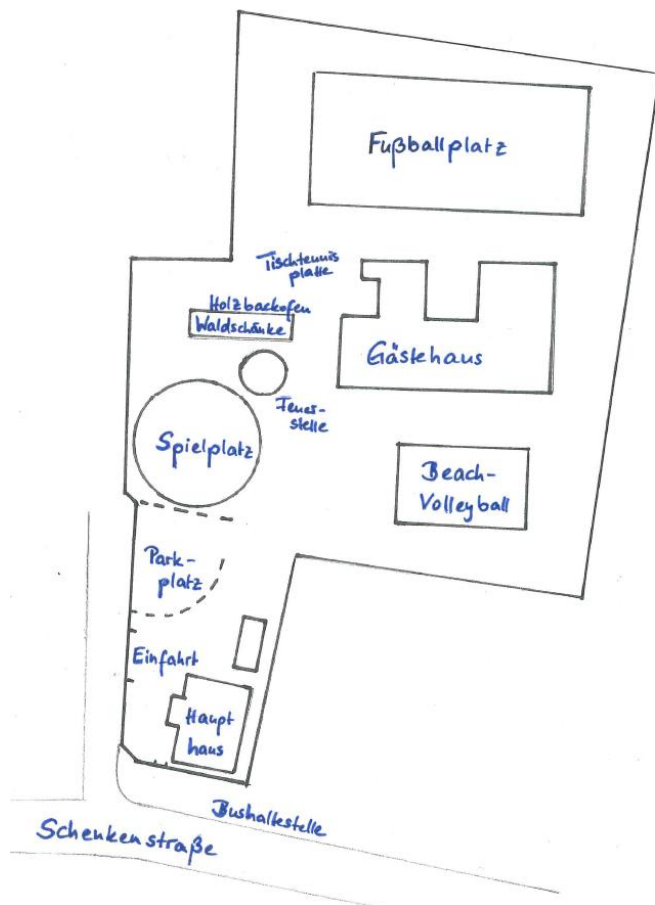 Fußballplatz
Tischtennis
platte
Holzbackofen
Waldschänke
Gästehaus
Feuer-
stelle
Spielplatz
Beach-
Volleyball
Park-
platz
Einfahrt
Haupt
haus
Bushaltestelle
Schenkenstraße